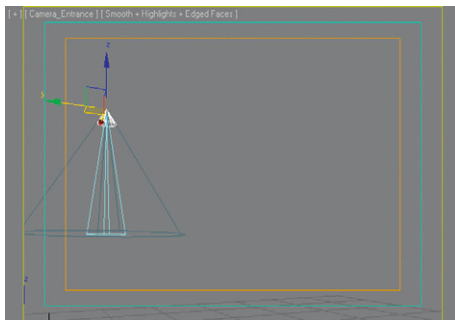 [ + ] [ Camera_Entrance ] [ Smooth + Highlights + Edged Faces ]
z
y
z